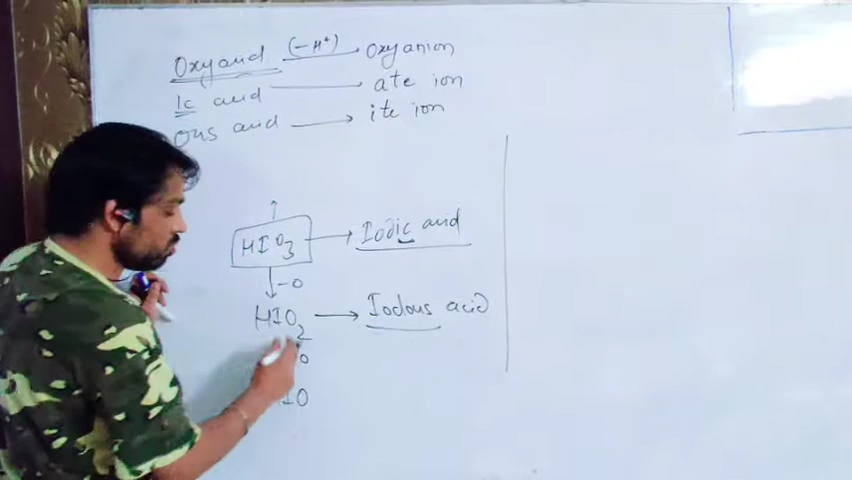 Oxyacid (-H⁺) → Oxyanion
Ic acid → ate ion
ous acid → ite ion
↑
HIO₃ → Iodic acid
↓ -O
HIO₂ → Iodous acid
O
IO